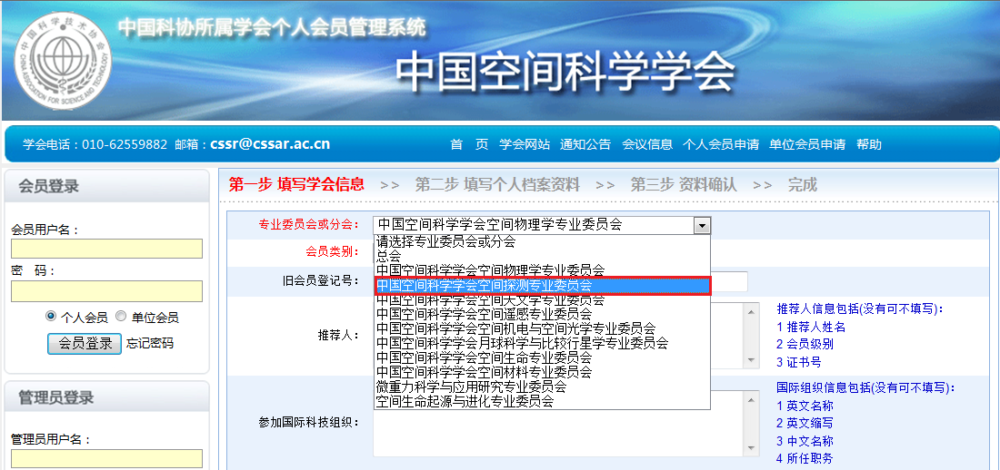 中国科学技术协会
CHINA ASSOCIATION FOR SCIENCE AND TECHNOLOGY
中国科协所属学会个人会员管理系统
中国空间科学学会
学会电话：010-62559882 邮箱：cssr@cssar.ac.cn
首 页 学会网站 通知公告 会议信息 个人会员申请 单位会员申请 帮助
会员登录
会员用户名：
密 码：
个人会员 单位会员
会员登录 忘记密码
管理员登录
管理员用户名：
第一步 填写学会信息 >> 第二步 填写个人档案资料 >> 第三步 资料确认 >> 完成
专业委员会或分会： 中国空间科学学会空间物理学专业委员会
请选择专业委员会或分会
总会
中国空间科学学会空间物理学专业委员会
中国空间科学学会空间探测专业委员会
中国空间科学学会空间天文学专业委员会
中国空间科学学会空间遥感专业委员会
中国空间科学学会空间机电与空间光学专业委员会
中国空间科学学会月球科学与比较行星学专业委员会
中国空间科学学会空间生命专业委员会
中国空间科学学会空间材料专业委员会
微重力科学与应用研究专业委员会
空间生命起源与进化专业委员会
会员类别：
旧会员登记号：
推荐人：
推荐人信息包括(没有可不填写)：
1 推荐人姓名
2 会员级别
3 证书号
参加国际科技组织：
国际组织信息包括(没有可不填写)：
1 英文名称
2 英文缩写
3 中文名称
4 所任职务